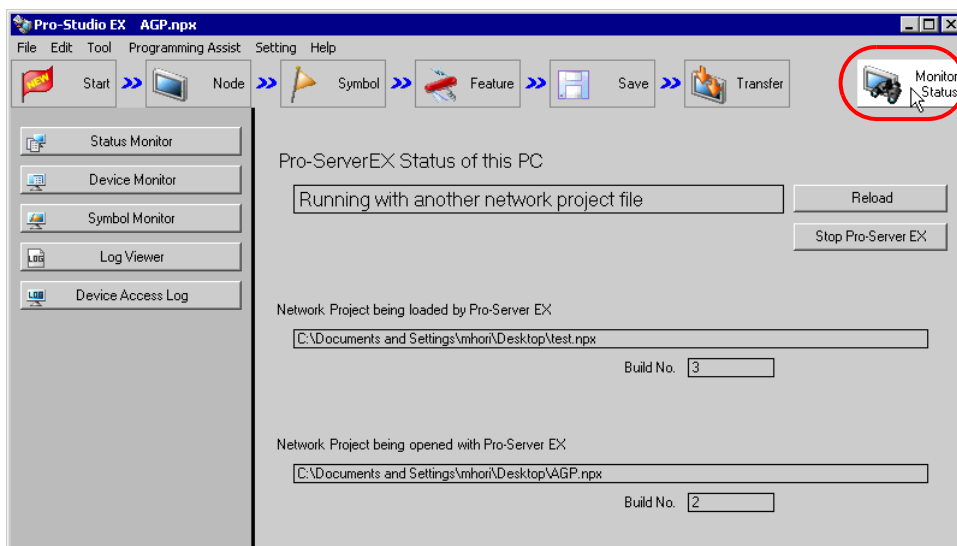 Pro-Studio EX AGP.npx
File Edit Tool Programming Assist Setting Help
NEW Start Node Symbol Feature Save Transfer Monitor
Status
Status Monitor
Device Monitor
Symbol Monitor
LOG Log Viewer
LOG Device Access Log
Pro-ServerEX Status of this PC
Running with another network project file
Reload
Stop Pro-Server EX
Network Project being loaded by Pro-Server EX
C:\Documents and Settings\mhori\Desktop\test.npx
Build No. 3
Network Project being opened with Pro-Server EX
C:\Documents and Settings\mhori\Desktop\AGP.npx
Build No. 2